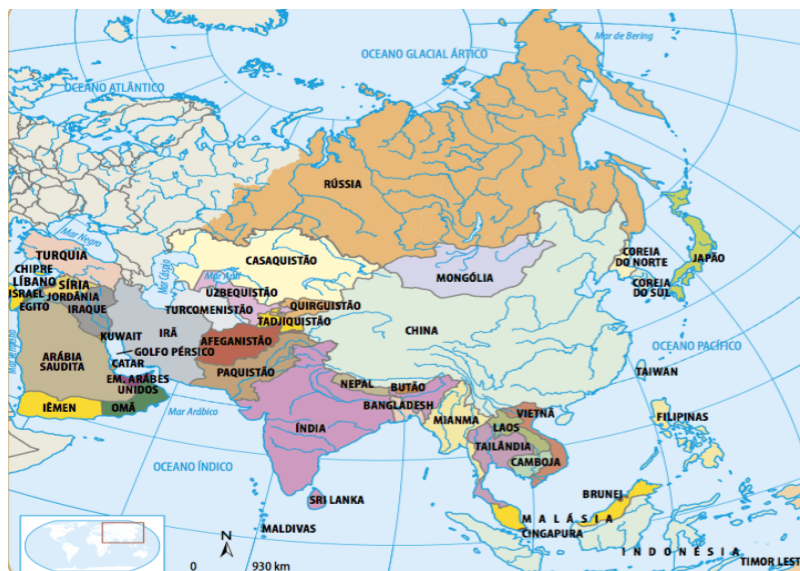 OCEANO GLACIAL ÁRTICO
Mar de Bering
OCEANO ATLÂNTICO
RÚSSIA
Mar Negro
TURQUIA
CASAQUISTÃO
COREIA
DO NORTE
JAPÃO
CHIPRE
LÍBANO
SÍRIA
Mar Cáspio
Mar Aral
MONGÓLIA
ISRAEL
JORDÂNIA
UZBEQUISTÃO
COREIA
DO SUL
EGITO
IRAQUE
TURCOMENISTÃO
QUIRGUISTÃO
TADJIQUISTÃO
KUWAIT
IRÃ
AFEGANISTÃO
CHINA
GOLFO PÉRSICO
OCEANO PACÍFICO
ARÁBIA
SAUDITA
CATAR
PAQUISTÃO
TAIWAN
EM. ÁRABES
UNIDOS
NEPAL
BUTÃO
IÊMEN
OMÃ
Mar Arábico
BANGLADESH
MIANMA
VIETNÃ
FILIPINAS
ÍNDIA
LAOS
TAILÂNDIA
OCEANO ÍNDICO
CAMBOJA
SRI LANKA
BRUNEI
MALDIVAS
MALÁSIA
CINGAPURA
N
INDONÉSIA
0 930 km
TIMOR LEST